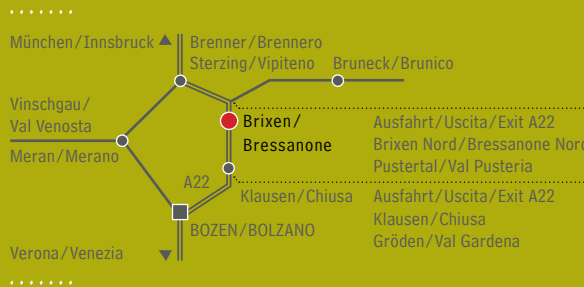 München/Innsbruck
Brenner/Brennero
Sterzing/Vipiteno
Bruneck/Brunico
Vinschgau/
Val Venosta
Meran/Merano
Brixen/
Bressanone
Ausfahrt/Uscita/Exit A22
Brixen Nord/Bressanone Nord
Pustertal/Val Pusteria
A22
Klausen/Chiusa
Ausfahrt/Uscita/Exit A22
Klausen/Chiusa
Gröden/Val Gardena
BOZEN/BOLZANO
Verona/Venezia